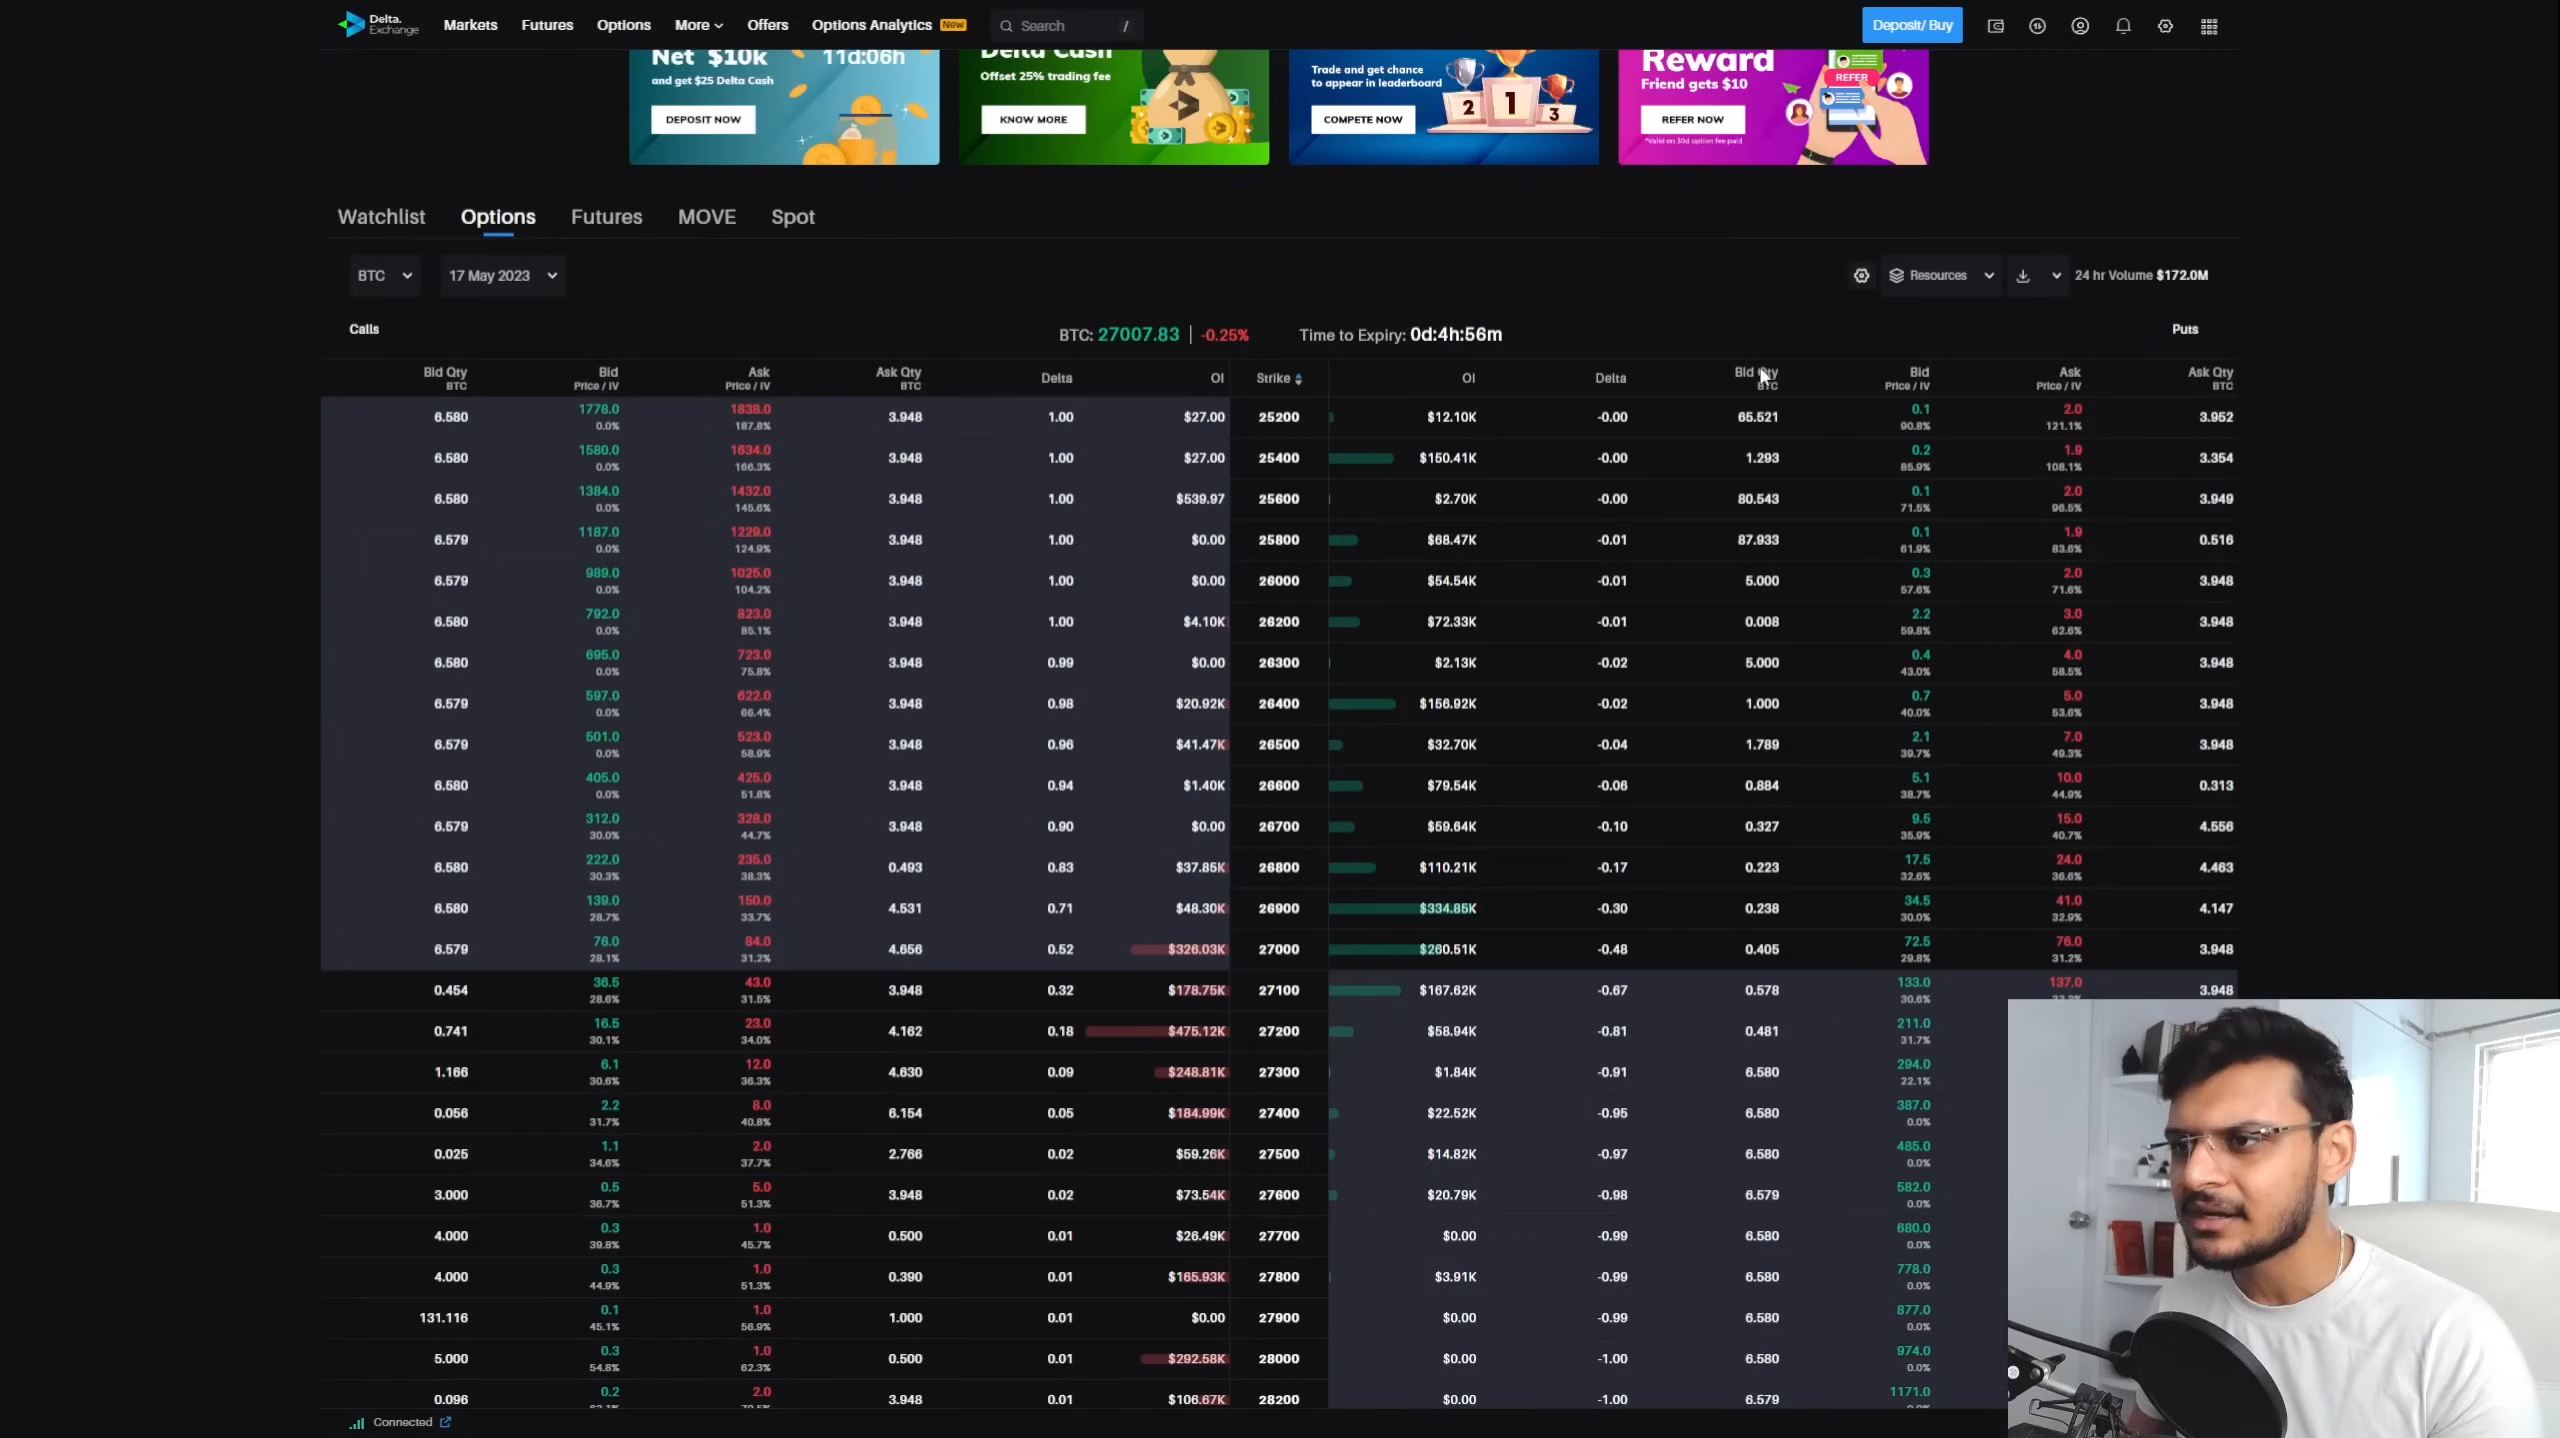 Delta. Exchange Markets Futures Options More Offers Options Analytics New Search / Deposit/ Buy
Net $10k 11d:06h
and get $25 Delta Cash
DEPOSIT NOW
Delta Cash
Offset 25% trading fee
KNOW MORE
Trade and get chance
to appear in leaderboard
COMPETE NOW
2 1 3
Reward
Friend gets $10
REFER NOW
*Valid on 30d option fee paid
REFER
Watchlist Options Futures MOVE Spot
BTC 17 May 2023 Resources 24 hr Volume $172.0M
Calls BTC: 27007.83 | -0.25% Time to Expiry: 0d:4h:56m Puts
Bid Qty Bid Ask Ask Qty Delta OI Strike OI Delta Bid Qty Bid Ask Ask Qty
BTC Price / IV Price / IV BTC BTC Price / IV Price / IV BTC
6.580 1778.0 1838.0 3.948 1.00 $27.00 25200 $12.10K -0.00 65.521 0.1 2.0 3.952
0.0% 187.8% 90.8% 121.1%
6.580 1580.0 1634.0 3.948 1.00 $27.00 25400 $150.41K -0.00 1.293 0.2 1.9 3.354
0.0% 166.3% 85.9% 108.1%
6.580 1384.0 1432.0 3.948 1.00 $539.97 25600 $2.70K -0.00 80.543 0.1 2.0 3.949
0.0% 145.6% 71.5% 96.5%
6.579 1187.0 1229.0 3.948 1.00 $0.00 25800 $68.47K -0.01 87.933 0.1 1.9 0.516
0.0% 124.9% 61.9% 83.6%
6.579 989.0 1025.0 3.948 1.00 $0.00 26000 $54.54K -0.01 5.000 0.3 2.0 3.948
0.0% 104.2% 57.6% 71.6%
6.580 792.0 823.0 3.948 1.00 $4.10K 26200 $72.33K -0.01 0.008 2.2 3.0 3.948
0.0% 85.1% 59.8% 62.6%
6.580 695.0 723.0 3.948 0.99 $0.00 26300 $2.13K -0.02 5.000 0.4 4.0 3.948
0.0% 75.8% 43.0% 58.5%
6.579 597.0 622.0 3.948 0.98 $20.92K 26400 $156.92K -0.02 1.000 0.7 5.0 3.948
0.0% 66.4% 40.0% 53.6%
6.579 501.0 523.0 3.948 0.96 $41.47K 26500 $32.70K -0.04 1.789 2.1 7.0 3.948
0.0% 58.9% 39.7% 49.3%
6.580 405.0 425.0 3.948 0.94 $1.40K 26600 $79.54K -0.06 0.884 5.1 10.0 0.313
0.0% 51.8% 38.7% 44.9%
6.579 312.0 328.0 3.948 0.90 $0.00 26700 $59.64K -0.10 0.327 9.5 15.0 4.556
30.0% 44.7% 35.9% 40.7%
6.580 222.0 235.0 0.493 0.83 $37.85K 26800 $110.21K -0.17 0.223 17.5 24.0 4.463
30.3% 38.3% 32.6% 36.6%
6.580 139.0 150.0 4.531 0.71 $48.30K 26900 $334.85K -0.30 0.238 34.5 41.0 4.147
28.7% 33.7% 30.0% 32.9%
6.579 76.0 84.0 4.656 0.52 $326.03K 27000 $260.51K -0.48 0.405 72.5 76.0 3.948
28.1% 31.2% 29.8% 31.2%
0.454 36.5 43.0 3.948 0.32 $178.75K 27100 $167.62K -0.67 0.578 133.0 137.0 3.948
28.6% 31.5% 30.6%
0.741 16.5 23.0 4.162 0.18 $475.12K 27200 $58.94K -0.81 0.481 211.0
30.1% 34.0% 31.7%
1.166 6.1 12.0 4.630 0.09 $248.81K 27300 $1.84K -0.91 6.580 294.0
30.6% 36.3% 22.1%
0.056 2.2 8.0 6.154 0.05 $184.99K 27400 $22.52K -0.95 6.580 387.0
31.7% 40.8% 0.0%
0.025 1.1 2.0 2.766 0.02 $59.26K 27500 $14.82K -0.97 6.580 485.0
34.6% 37.7% 0.0%
3.000 0.5 5.0 3.948 0.02 $73.54K 27600 $20.79K -0.98 6.579 582.0
36.7% 51.3% 0.0%
4.000 0.3 1.0 0.500 0.01 $26.49K 27700 $0.00 -0.99 6.580 680.0
39.8% 45.7% 0.0%
4.000 0.3 1.0 0.390 0.01 $165.93K 27800 $3.91K -0.99 6.580 778.0
44.9% 51.3% 0.0%
131.116 0.1 1.0 1.000 0.01 $0.00 27900 $0.00 -0.99 6.580 877.0
45.1% 56.9% 0.0%
5.000 0.3 1.0 0.500 0.01 $292.58K 28000 $0.00 -1.00 6.580 974.0
54.8% 62.3% 0.0%
0.096 0.2 2.0 3.948 0.01 $106.67K 28200 $0.00 -1.00 6.579 1171.0
Connected